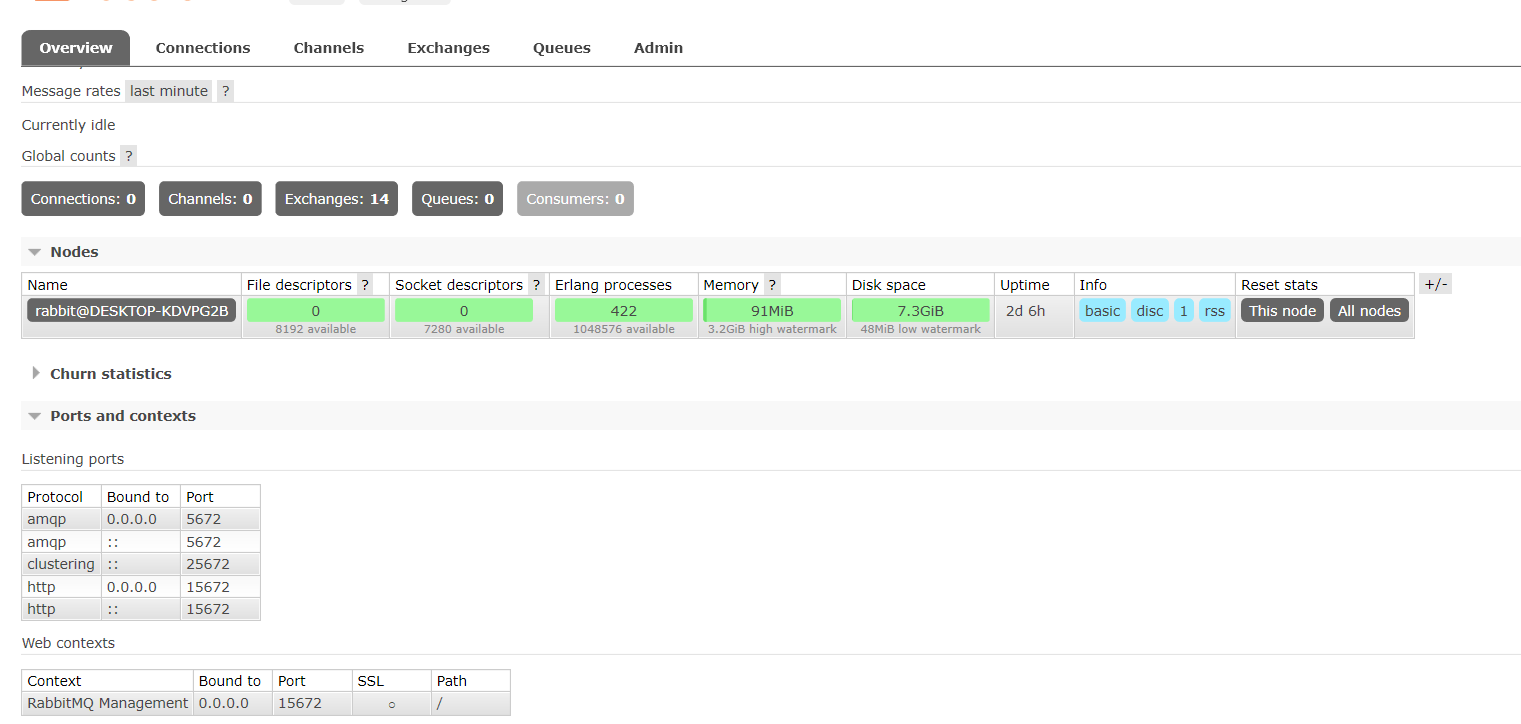 Overview Connections Channels Exchanges Queues Admin
Message rates last minute ?
Currently idle
Global counts ?
Connections: 0 Channels: 0 Exchanges: 14 Queues: 0 Consumers: 0
Nodes
Name File descriptors ? Socket descriptors ? Erlang processes Memory ? Disk space Uptime Info Reset stats +/-
rabbit@DESKTOP-KDVPG2B 0 0 422 91MiB 7.3GiB 2d 6h basic disc 1 rss This node All nodes
8192 available 7280 available 1048576 available 3.2GiB high watermark 48MiB low watermark
Churn statistics
Ports and contexts
Listening ports
Protocol Bound to Port
amqp 0.0.0.0 5672
amqp :: 5672
clustering :: 25672
http 0.0.0.0 15672
http :: 15672
Web contexts
Context Bound to Port SSL Path
RabbitMQ Management 0.0.0.0 15672 ○ /